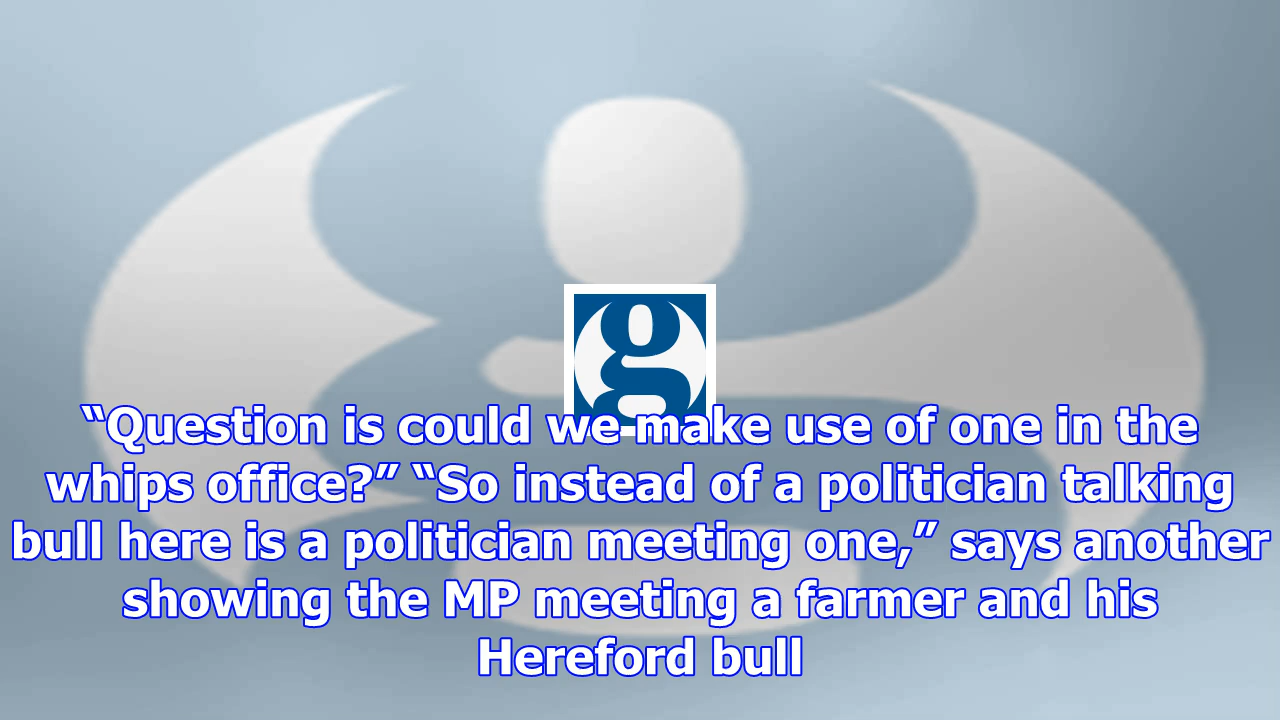 “Question is could we make use of one in the
whips office?” “So instead of a politician talking
bull here is a politician meeting one,” says another
showing the MP meeting a farmer and his
Hereford bull
g